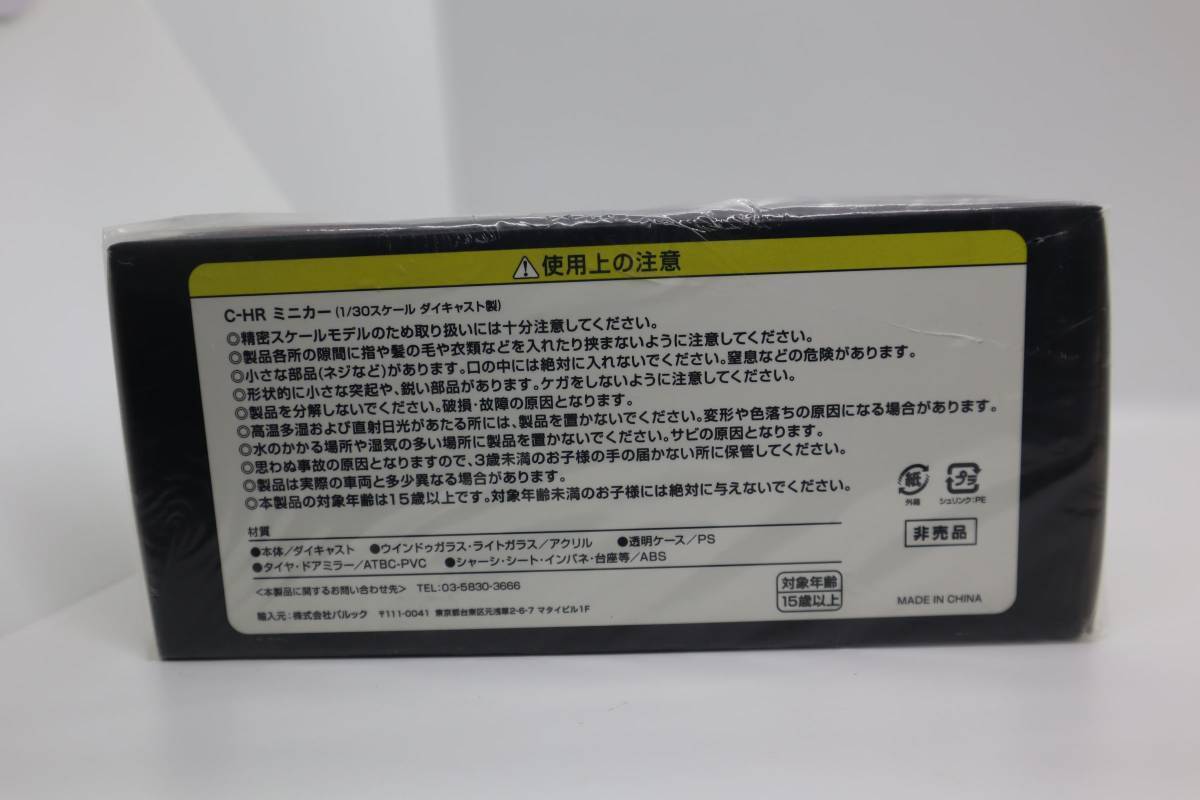 使用上の注意
C-HR ミニカー(1/30スケール ダイキャスト製)
◎精密スケールモデルのため取り扱いには十分注意してください。
◎製品各所の隙間に指や髪の毛や衣類などを入れたり挟まないように注意してください。
◎小さな部品(ネジなど)があります。口の中には絶対に入れないでください。窒息などの危険があります。
◎形状的に小さな突起や、鋭い部品があります。ケガをしないように注意してください。
◎製品を分解しないでください。破損・故障の原因となります。
◎高温多湿および直射日光があたる所には、製品を置かないでください。変形や色落ちの原因になる場合があります。
◎水のかかる場所や湿気の多い場所に製品を置かないでください。サビの原因となります。
◎思わぬ事故の原因となりますので、3歳未満のお子様の手の届かない所に保管してください。
◎製品は実際の車両と多少異なる場合があります。
◎本製品の対象年齢は15歳以上です。対象年齢未満のお子様には絶対に与えないでください。
紙
外箱
プラ
シュリンク:PE
非売品
材質
●本体/ダイキャスト ●ウインドゥガラス・ライトガラス/アクリル ●透明ケース/PS
●タイヤ・ドアミラー/ATBC-PVC ●シャーシ・シート・インパネ・台座等/ABS
<本製品に関するお問い合わせ先> TEL:03-5830-3666
輸入元:株式会社バルック 〒111-0041 東京都台東区元浅草2-6-7 マタイビル1F
対象年齢
15歳以上
MADE IN CHINA